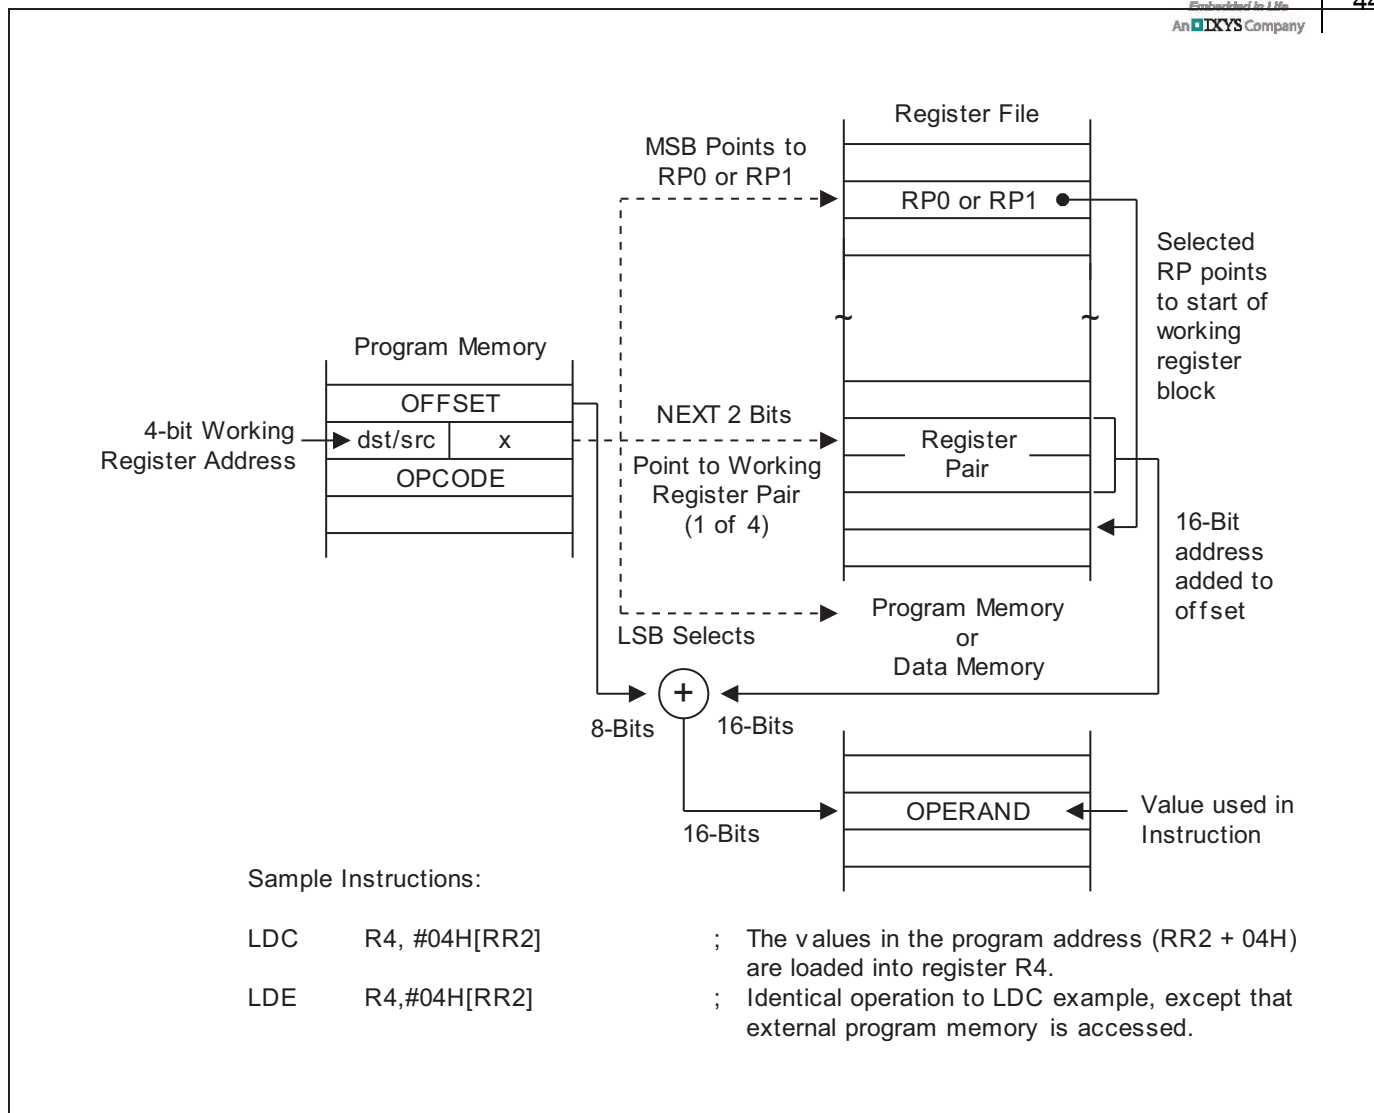 Embedded in Life
An IXYS Company
44
Register File
MSB Points to
RP0 or RP1
RP0 or RP1
Selected
RP points
to start of
working
register
block
Program Memory
OFFSET
4-bit Working
Register Address
dst/src
x
OPCODE
NEXT 2 Bits
Point to Working
Register Pair
(1 of 4)
Register
Pair
16-Bit
address
added to
offset
LSB Selects
Program Memory
or
Data Memory
+
8-Bits
16-Bits
16-Bits
OPERAND
Value used in
Instruction
Sample Instructions:
LDC R4, #04H[RR2] ; The values in the program address (RR2 + 04H)
are loaded into register R4.
LDE R4,#04H[RR2] ; Identical operation to LDC example, except that
external program memory is accessed.